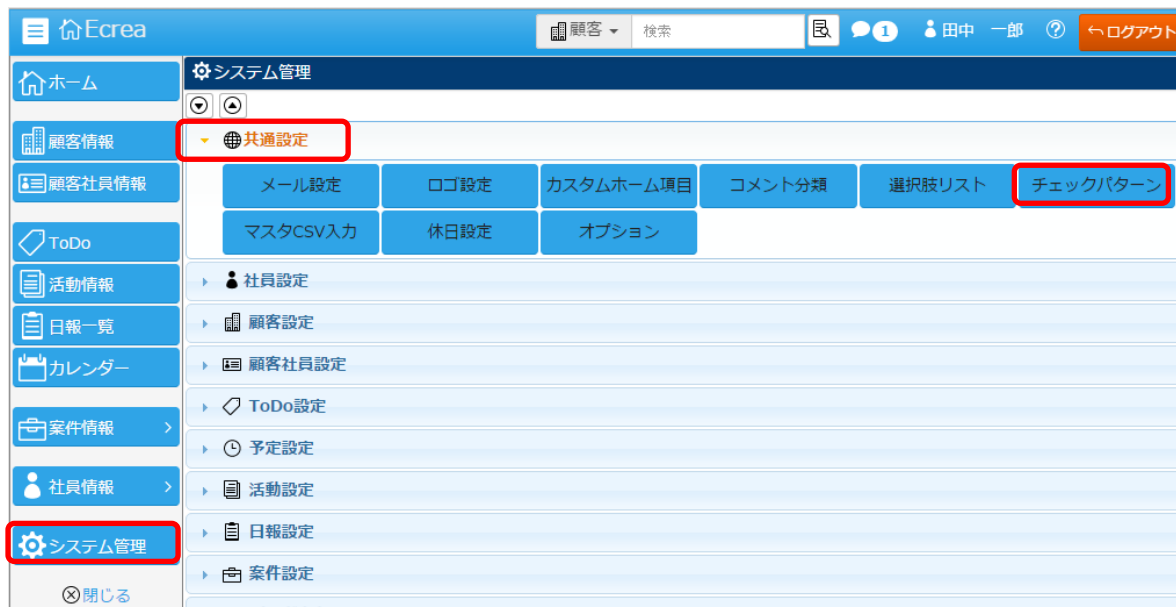 Ecrea
顧客
検索
1
田中 一郎
ログアウト
ホーム
顧客情報
顧客社員情報
ToDo
活動情報
日報一覧
カレンダー
案件情報
社員情報
システム管理
閉じる
システム管理
共通設定
メール設定 ロゴ設定 カスタムホーム項目 コメント分類 選択肢リスト チェックパターン
マスタCSV入力 休日設定 オプション
社員設定
顧客設定
顧客社員設定
ToDo設定
予定設定
活動設定
日報設定
案件設定